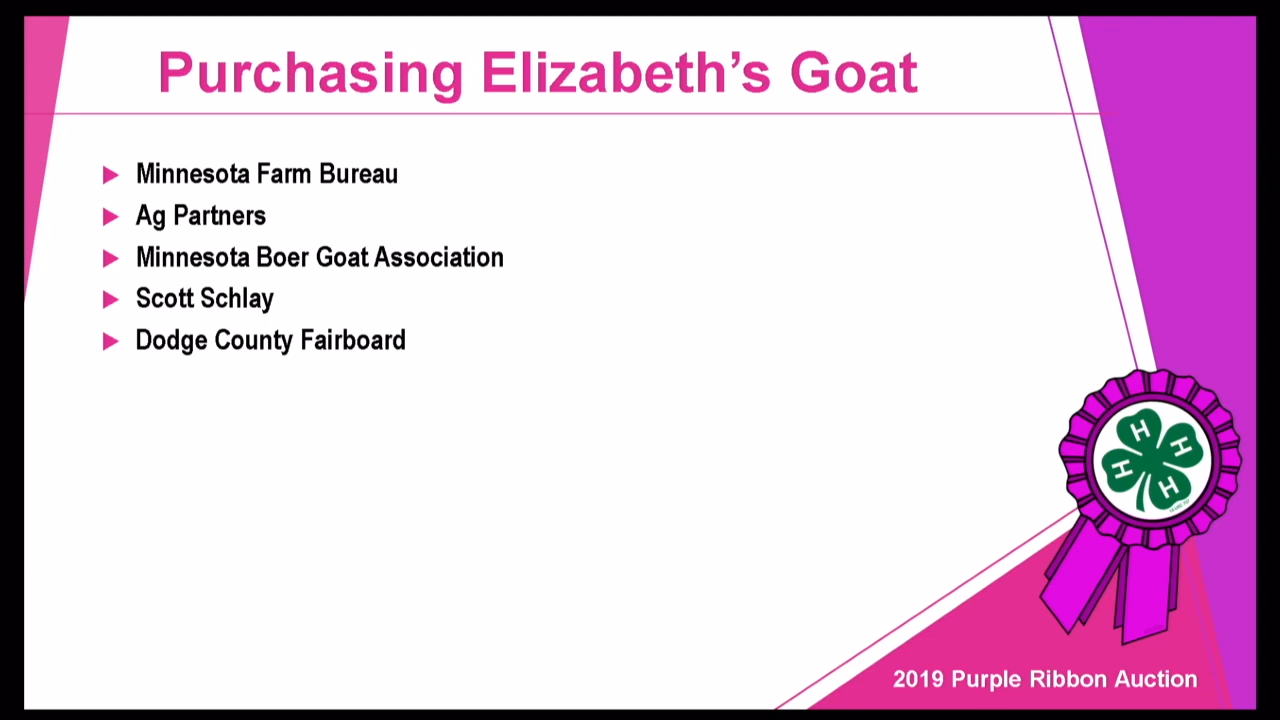 Purchasing Elizabeth’s Goat
Minnesota Farm Bureau
Ag Partners
Minnesota Boer Goat Association
Scott Schlay
Dodge County Fairboard
H
H
H
H
2019 Purple Ribbon Auction